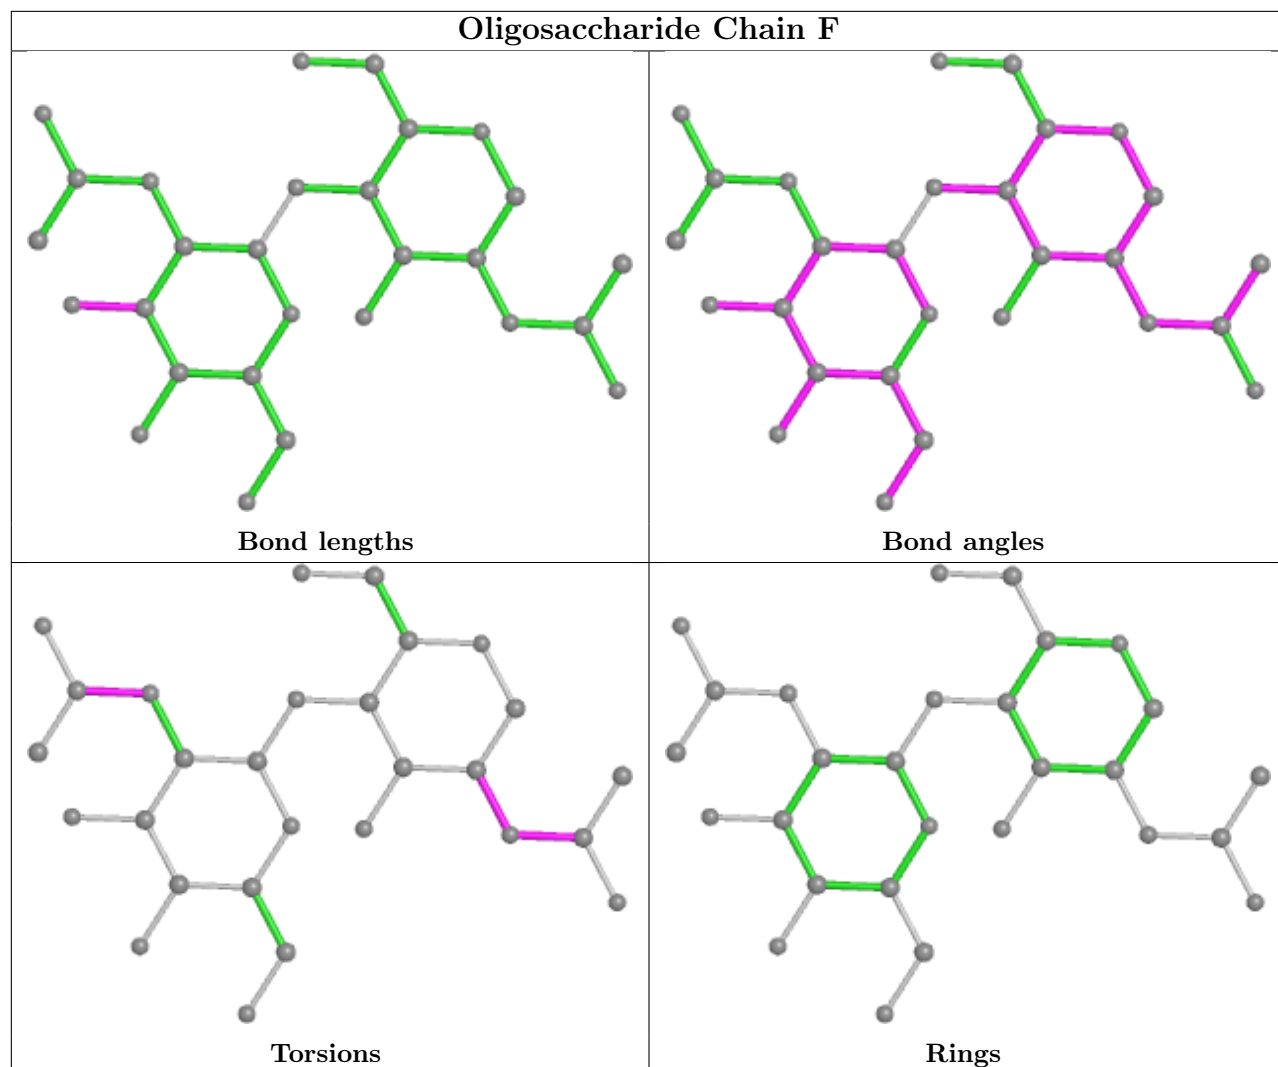 Oligosaccharide Chain F
Bond lengths
Bond angles
Torsions
Rings